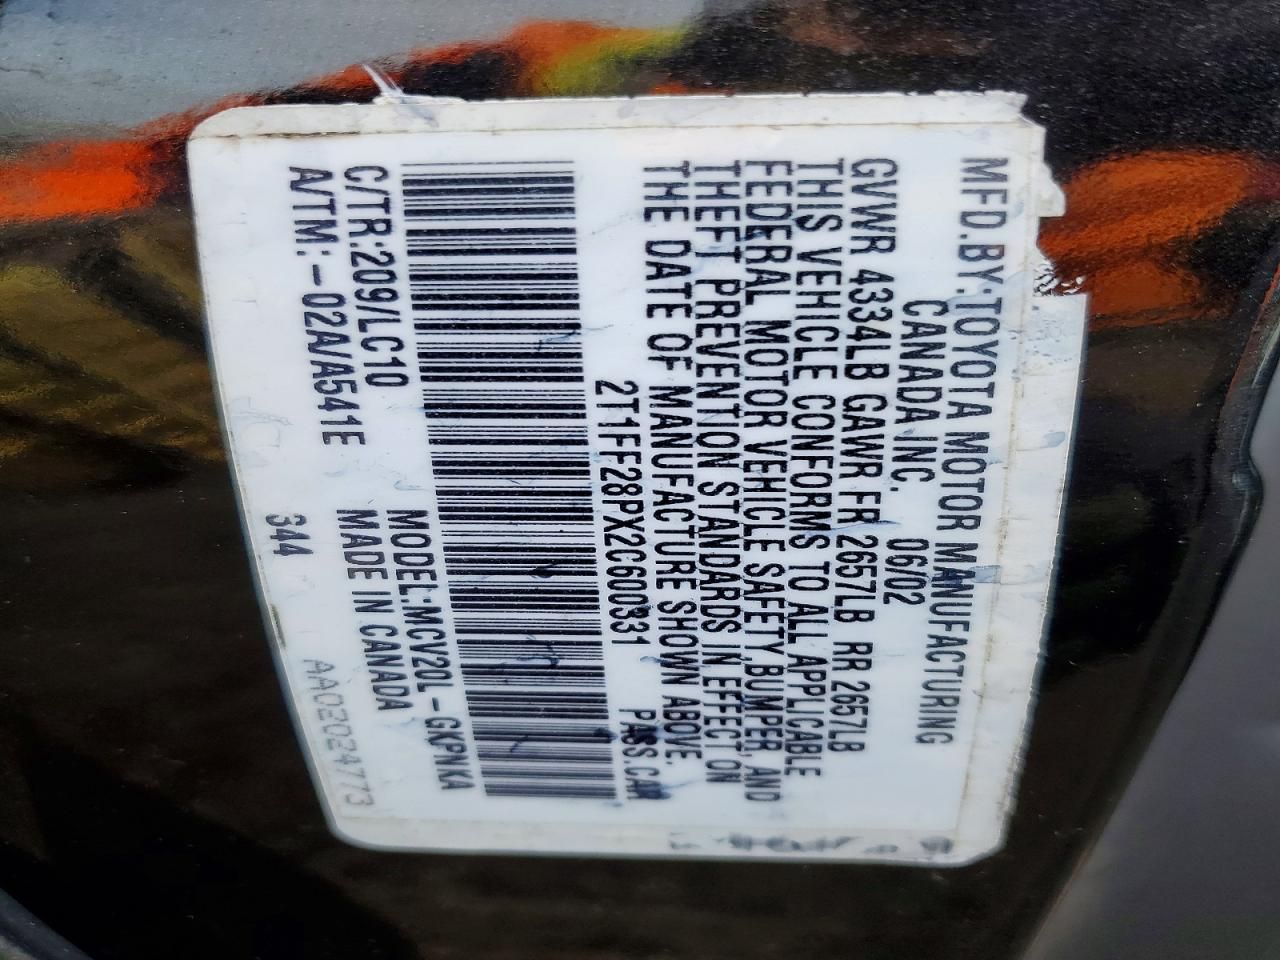 MFD.BY:TOYOTA MOTOR MANUFACTURING
CANADA INC. 06/02
GVWR 4334LB GAWR FR 2657LB RR 2657LB
THIS VEHICLE CONFORMS TO ALL APPLICABLE
FEDERAL MOTOR VEHICLE SAFETY,BUMPER, AND
THEFT PREVENTION STANDARDS IN EFFECT ON
THE DATE OF MANUFACTURE SHOWN ABOVE.
2T1FF28PX2C600331 PASS.CAR
MODEL:MCV20L-GKPNKA
C/TR:209/LC10 MADE IN CANADA
A/TM:-02A/A541E 344
AA02024773